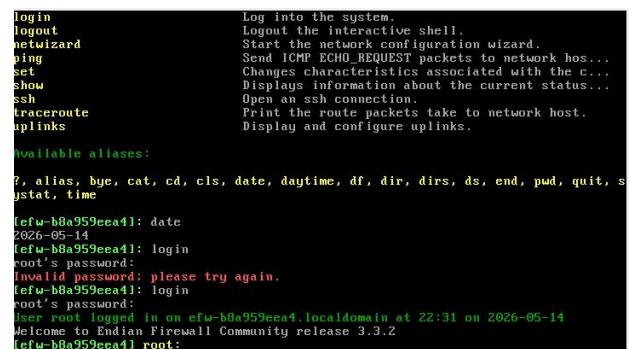 login Log into the system.
logout Logout the interactive shell.
netwizard Start the network configuration wizard.
ping Send ICMP ECHO_REQUEST packets to network hos...
set Changes characteristics associated with the c...
show Displays information about the current status...
ssh Open an ssh connection.
traceroute Print the route packets take to network host.
uplinks Display and configure uplinks.
Available aliases:
?, alias, bye, cat, cd, cls, date, daytime, df, dir, dirs, ds, end, pwd, quit, s
ystat, time
[efw-b8a959eea4]: date
2026-05-14
[efw-b8a959eea4]: login
root's password:
Invalid password; please try again.
[efw-b8a959eea4]: login
root's password:
User root logged in on efw-b8a959eea4.localdomain at 22:31 on 2026-05-14
Welcome to Endian Firewall Community release 3.3.2
[efw-b8a959eea4] root: